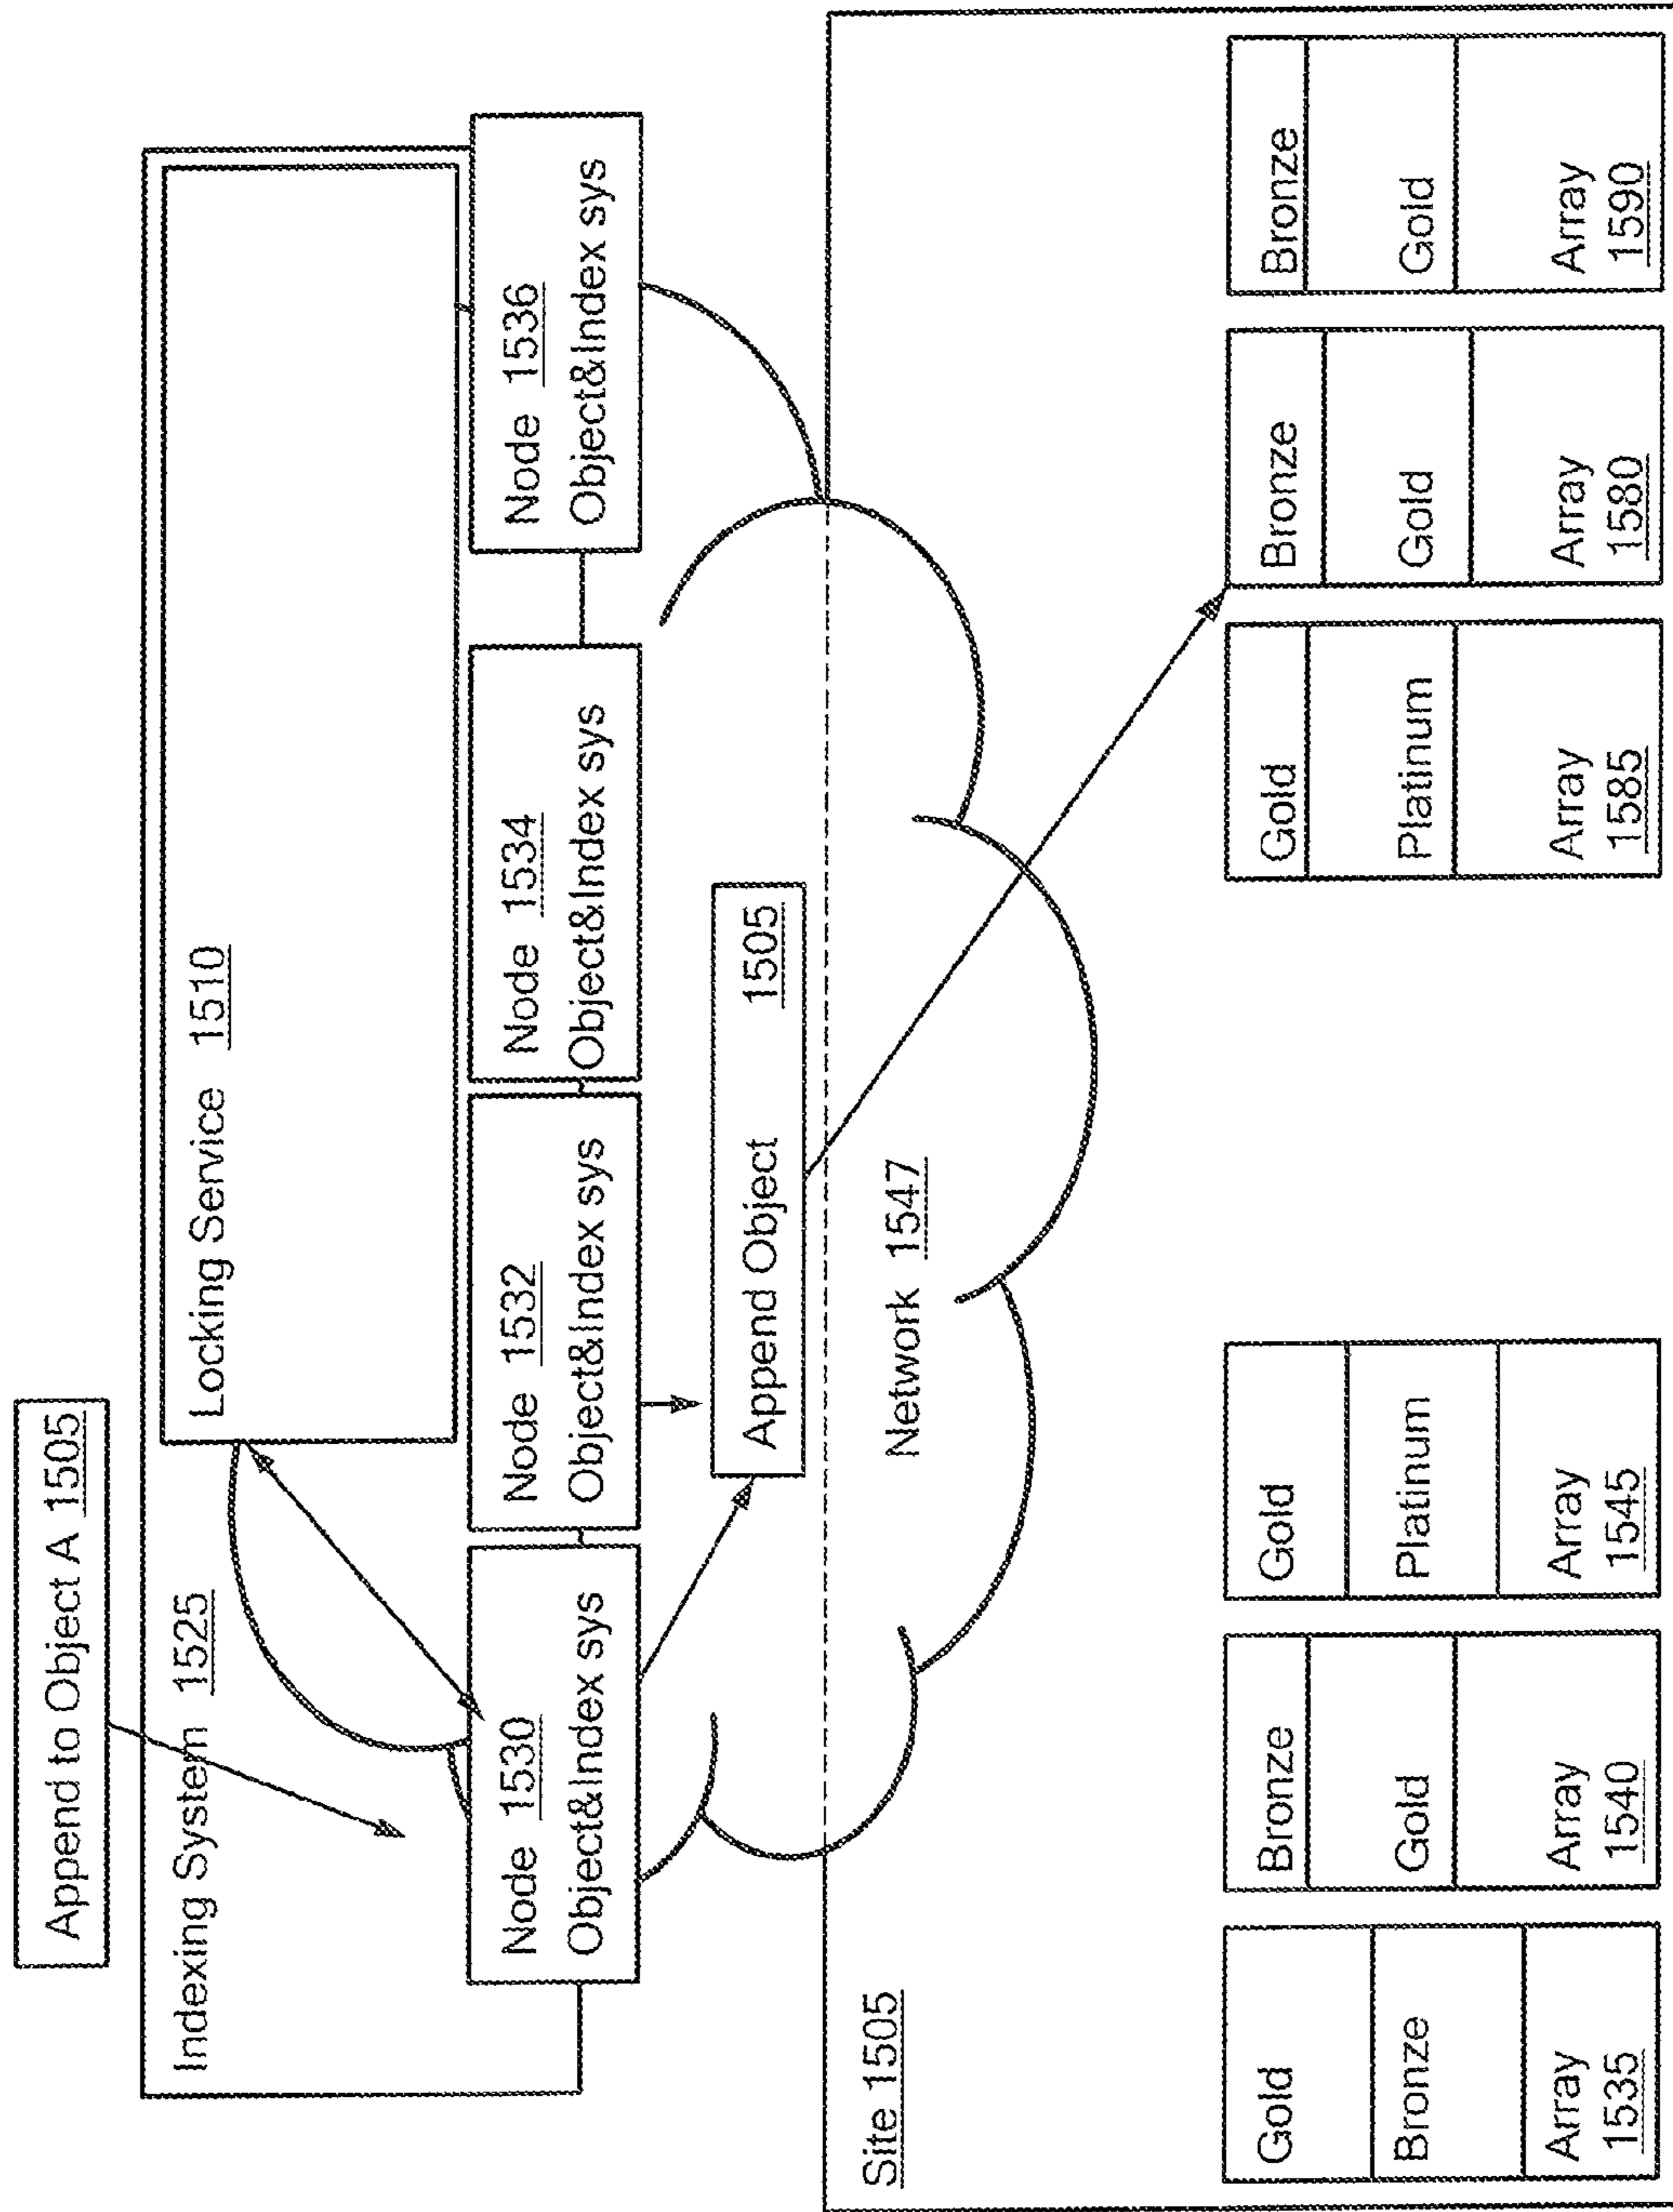 Append to Object A 1505
Indexing System 1525
Locking Service 1510
Node 1530
Object&Index sys
Node 1532
Object&Index sys
Node 1534
Object&Index sys
Node 1536
Object&Index sys
Append Object 1505
Network 1547
Site 1505
Gold
Bronze
Array
1535
Bronze
Gold
Array
1540
Gold
Platinum
Array
1545
Gold
Platinum
Array
1585
Bronze
Gold
Array
1580
Bronze
Gold
Array
1590